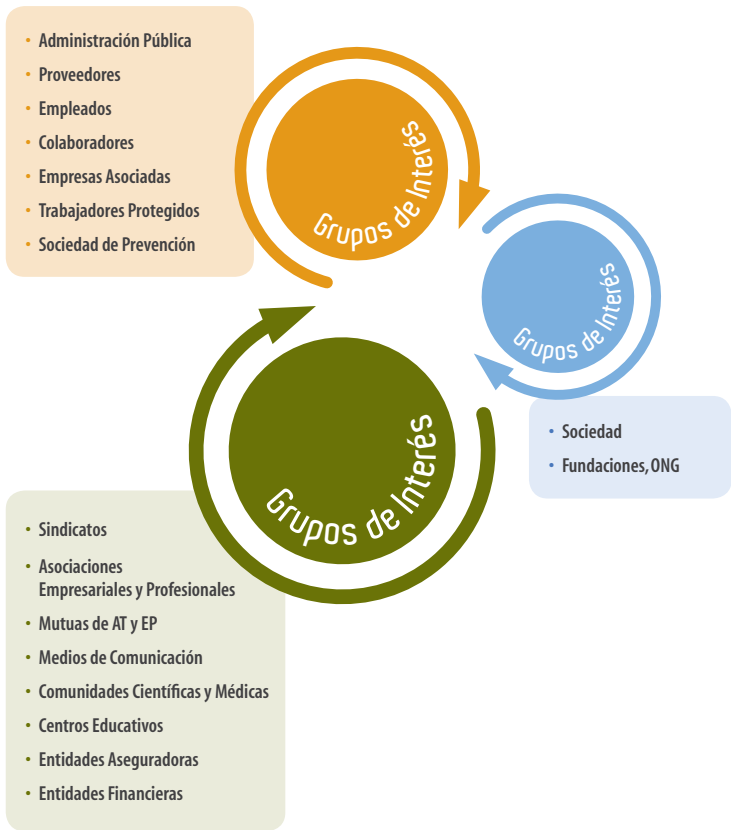 • Administración Pública
• Proveedores
• Empleados
• Colaboradores
• Empresas Asociadas
• Trabajadores Protegidos
• Sociedad de Prevención
Grupos de Interés
Grupos de Interés
• Sociedad
• Fundaciones, ONG
Grupos de Interés
• Sindicatos
• Asociaciones
Empresariales y Profesionales
• Mutuas de AT y EP
• Medios de Comunicación
• Comunidades Científicas y Médicas
• Centros Educativos
• Entidades Aseguradoras
• Entidades Financieras